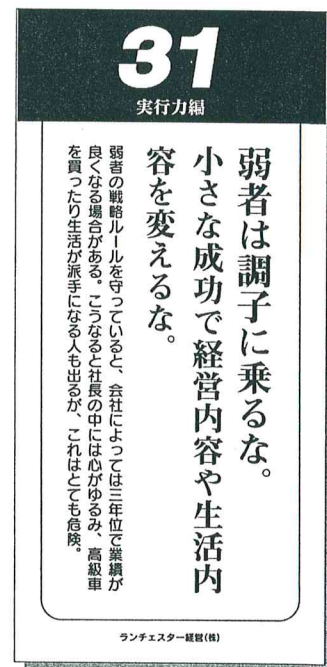 31
実行力編
弱者は調子に乗るな。
小さな成功で経営内容や生活内
容を変えるな。
弱者の戦略ルールを守っていると、会社によっては三年位で業績が
良くなる場合がある。こうなると社長の中には心がゆるみ、高級車
を買ったり生活が派手になる人も出るが、これはとても危険。
ランチェスター経営(株)